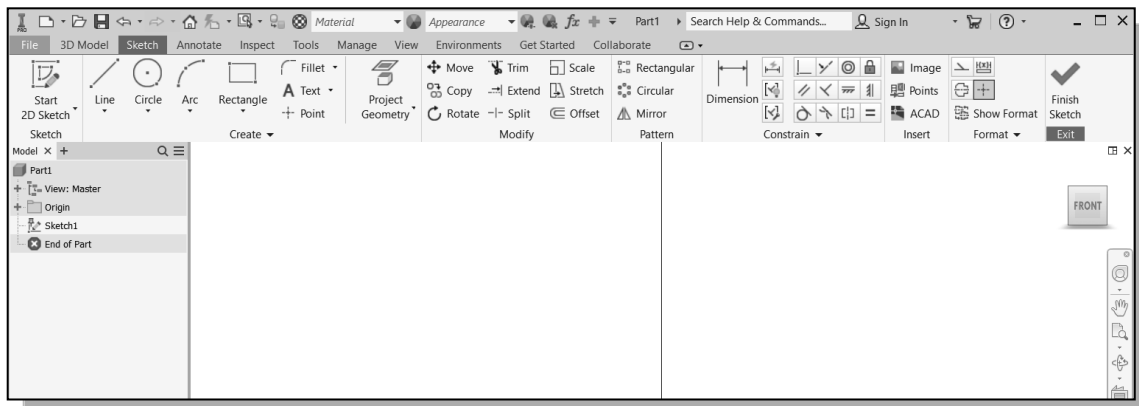 PRO Material Appearance fx Part1 Search Help & Commands... Sign In
File 3D Model Sketch Annotate Inspect Tools Manage View Environments Get Started Collaborate
Fillet Move Trim Scale Rectangular Image
Text Copy Extend Stretch Circular Points
Start 2D Sketch Line Circle Arc Rectangle Project Geometry Dimension Finish Sketch
Point Rotate Split Offset Mirror ACAD Show Format
Sketch Create Modify Pattern Constrain Insert Format Exit
Model × +
Part1
View: Master
Origin
Sketch1
End of Part
FRONT